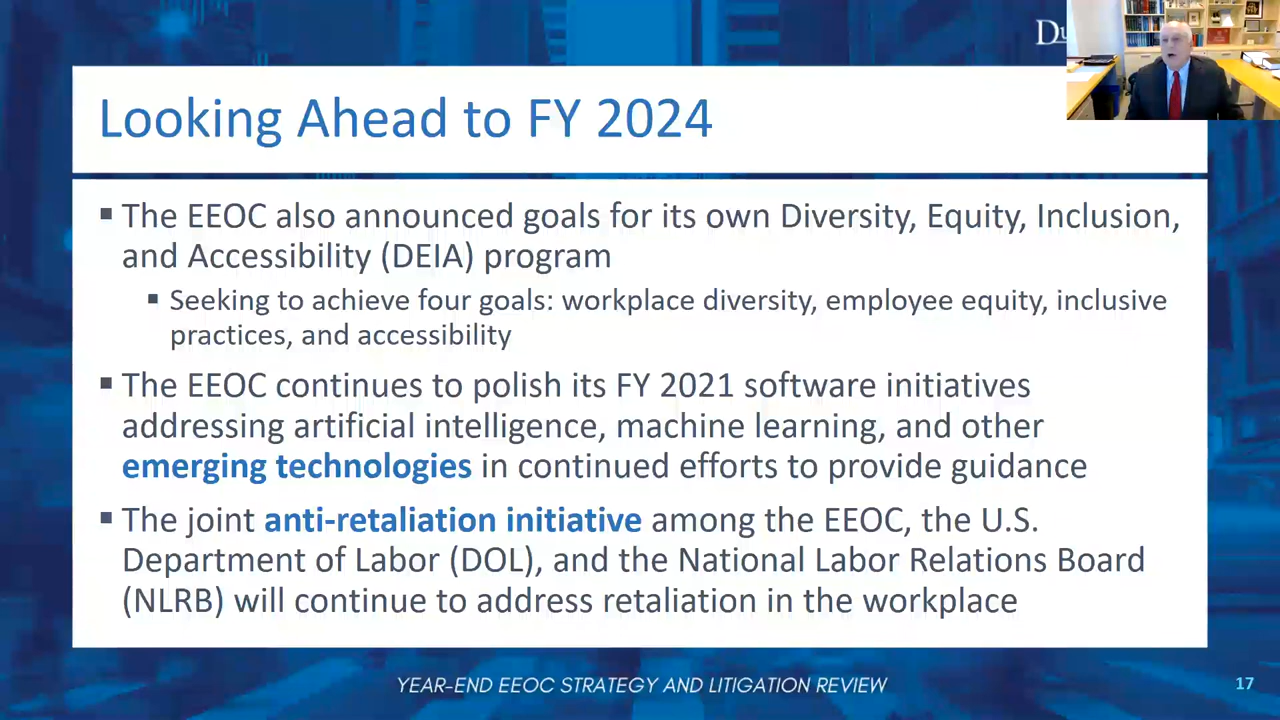 Looking Ahead to FY 2024
▪ The EEOC also announced goals for its own Diversity, Equity, Inclusion,
and Accessibility (DEIA) program
▪ Seeking to achieve four goals: workplace diversity, employee equity, inclusive
practices, and accessibility
▪ The EEOC continues to polish its FY 2021 software initiatives
addressing artificial intelligence, machine learning, and other
emerging technologies in continued efforts to provide guidance
▪ The joint anti-retaliation initiative among the EEOC, the U.S.
Department of Labor (DOL), and the National Labor Relations Board
(NLRB) will continue to address retaliation in the workplace
YEAR-END EEOC STRATEGY AND LITIGATION REVIEW
17